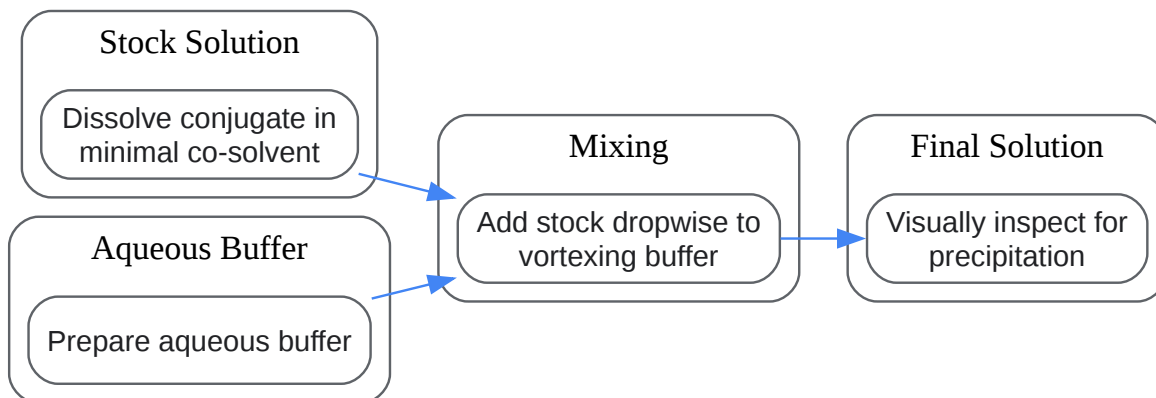 Stock Solution
Dissolve conjugate in
minimal co-solvent
Aqueous Buffer
Prepare aqueous buffer
Mixing
Add stock dropwise to
vortexing buffer
Final Solution
Visually inspect for
precipitation